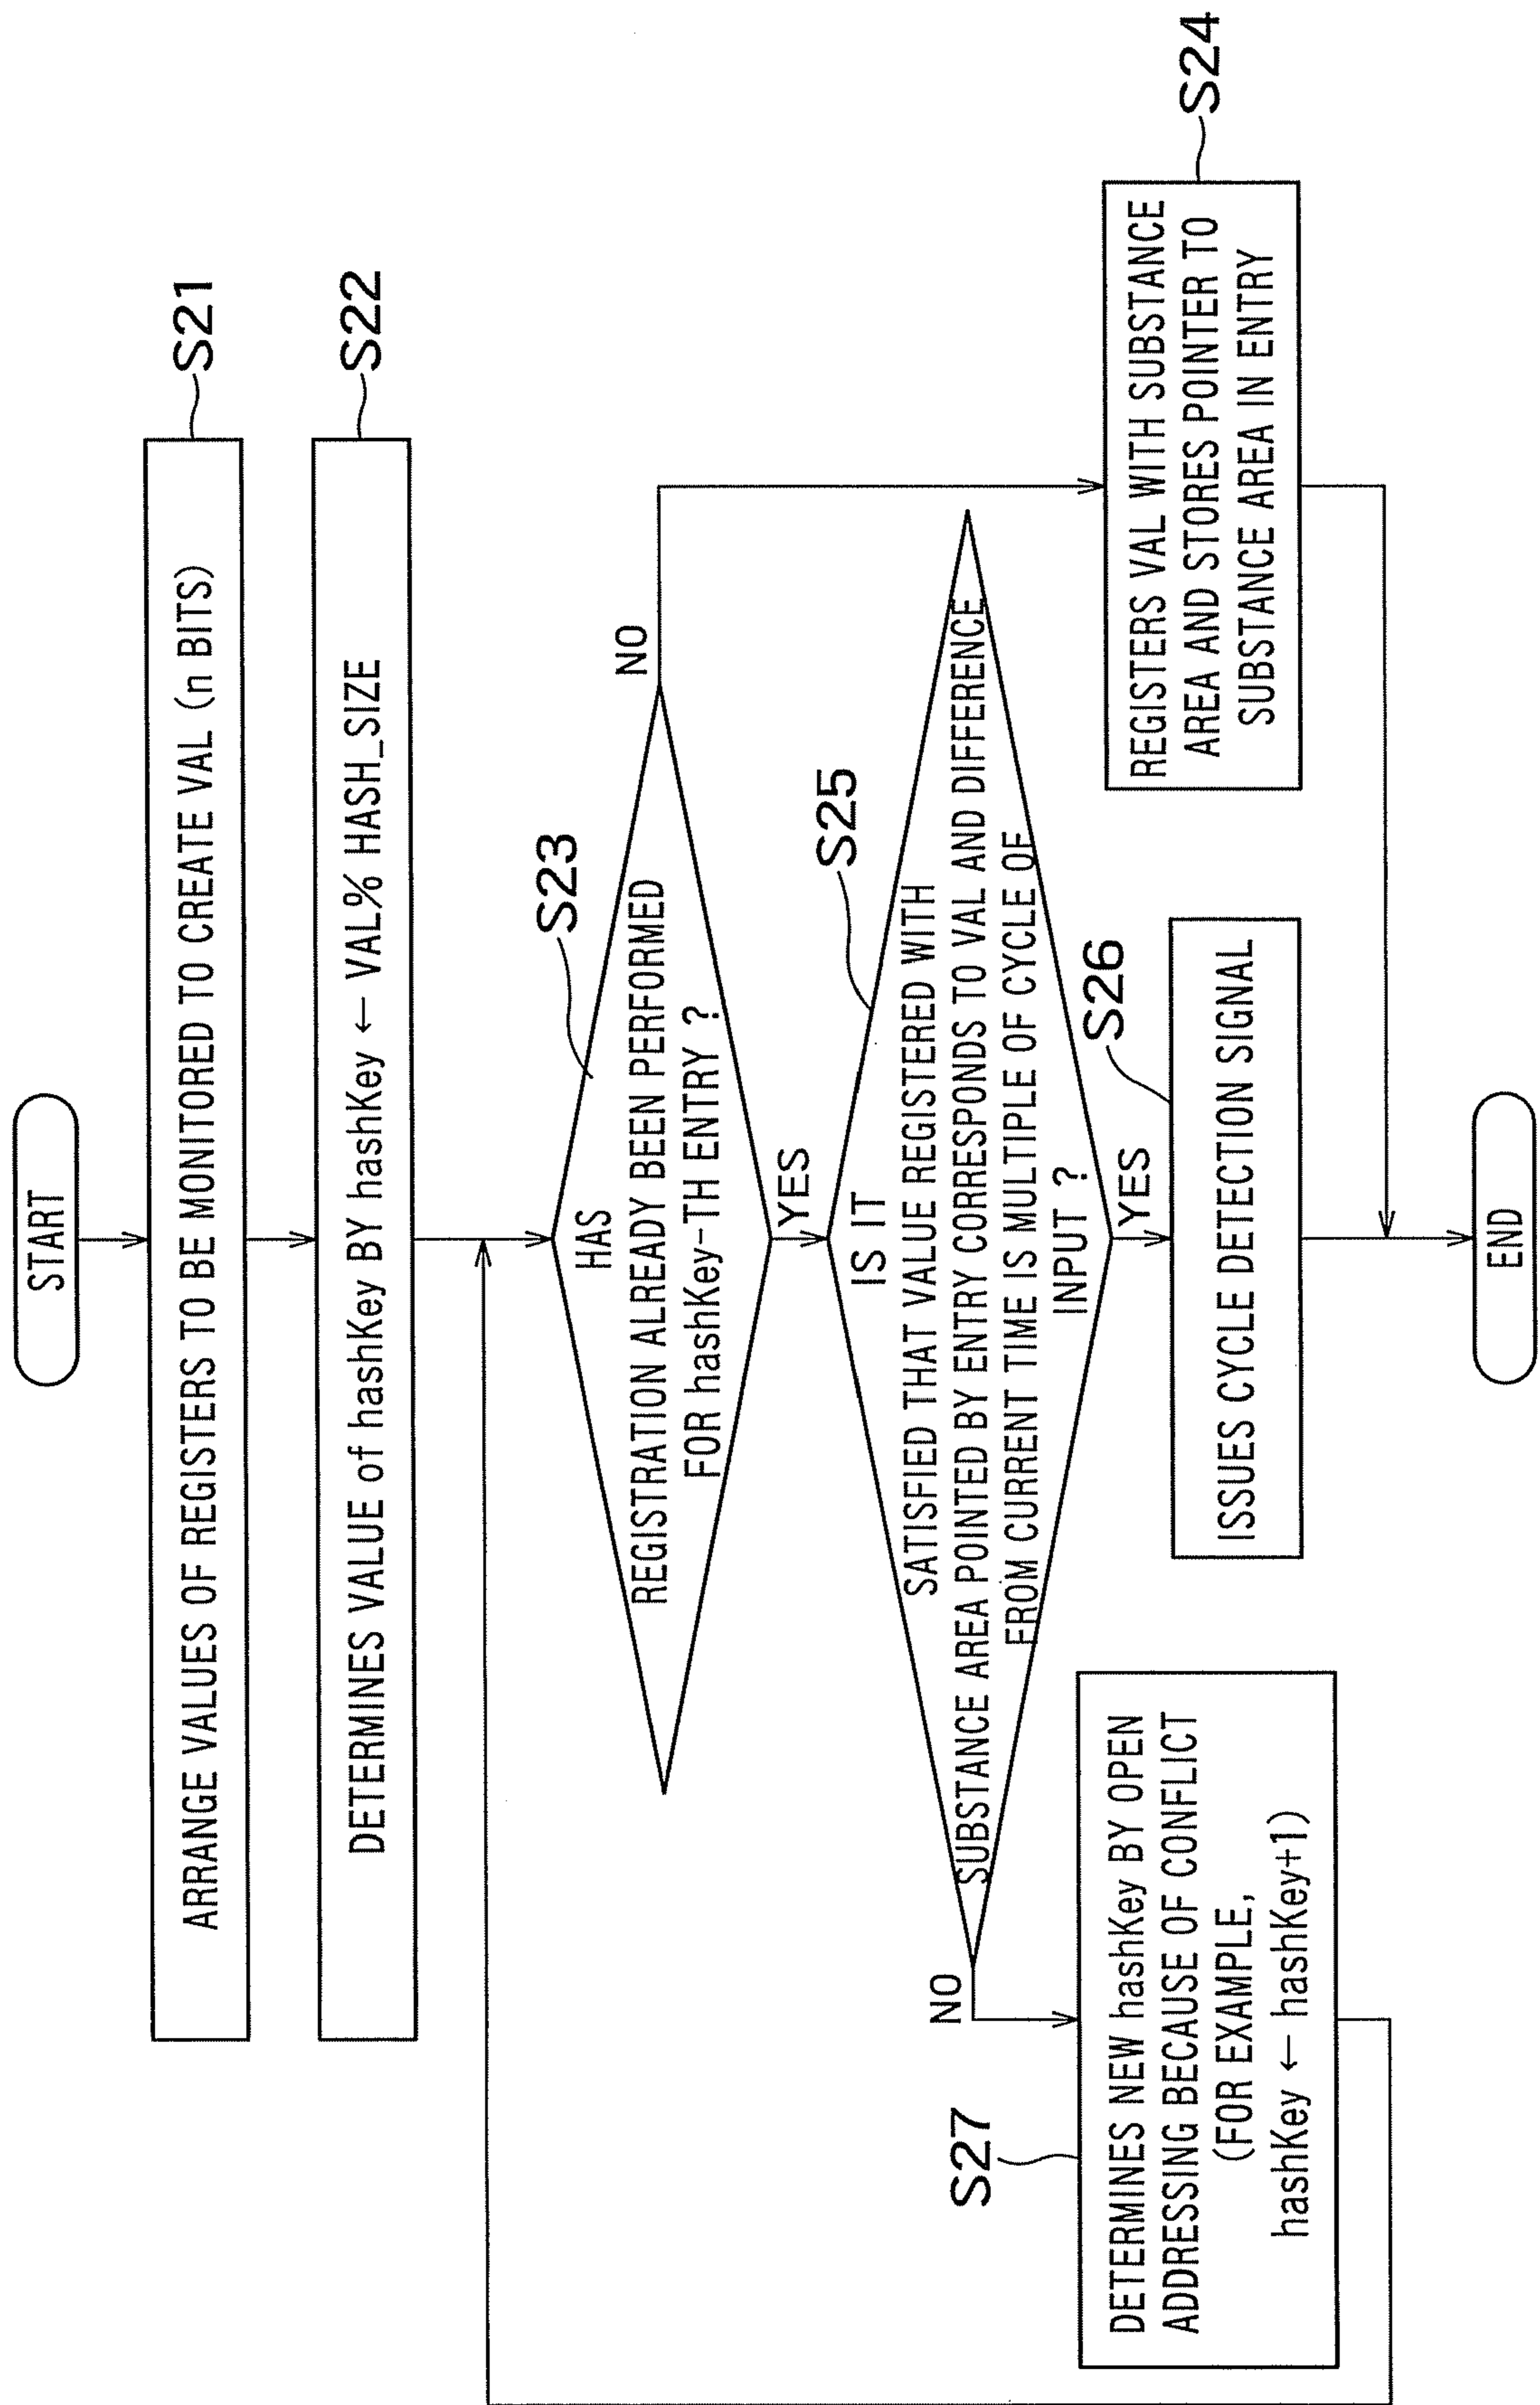 START
S21
ARRANGE VALUES OF REGISTERS TO BE MONITORED TO CREATE VAL (n BITS)
S22
DETERMINES VALUE of hashKey BY hashKey ← VAL% HASH_SIZE
S23
HAS
REGISTRATION ALREADY BEEN PERFORMED
FOR hashKey-TH ENTRY ?
NO
YES
S25
IS IT
SATISFIED THAT VALUE REGISTERED WITH
SUBSTANCE AREA POINTED BY ENTRY CORRESPONDS TO VAL AND DIFFERENCE
FROM CURRENT TIME IS MULTIPLE OF CYCLE OF
INPUT ?
NO
YES
S27
DETERMINES NEW hashKey BY OPEN
ADDRESSING BECAUSE OF CONFLICT
(FOR EXAMPLE,
hashKey ← hashKey+1)
S26
ISSUES CYCLE DETECTION SIGNAL
S24
REGISTERS VAL WITH SUBSTANCE
AREA AND STORES POINTER TO
SUBSTANCE AREA IN ENTRY
END